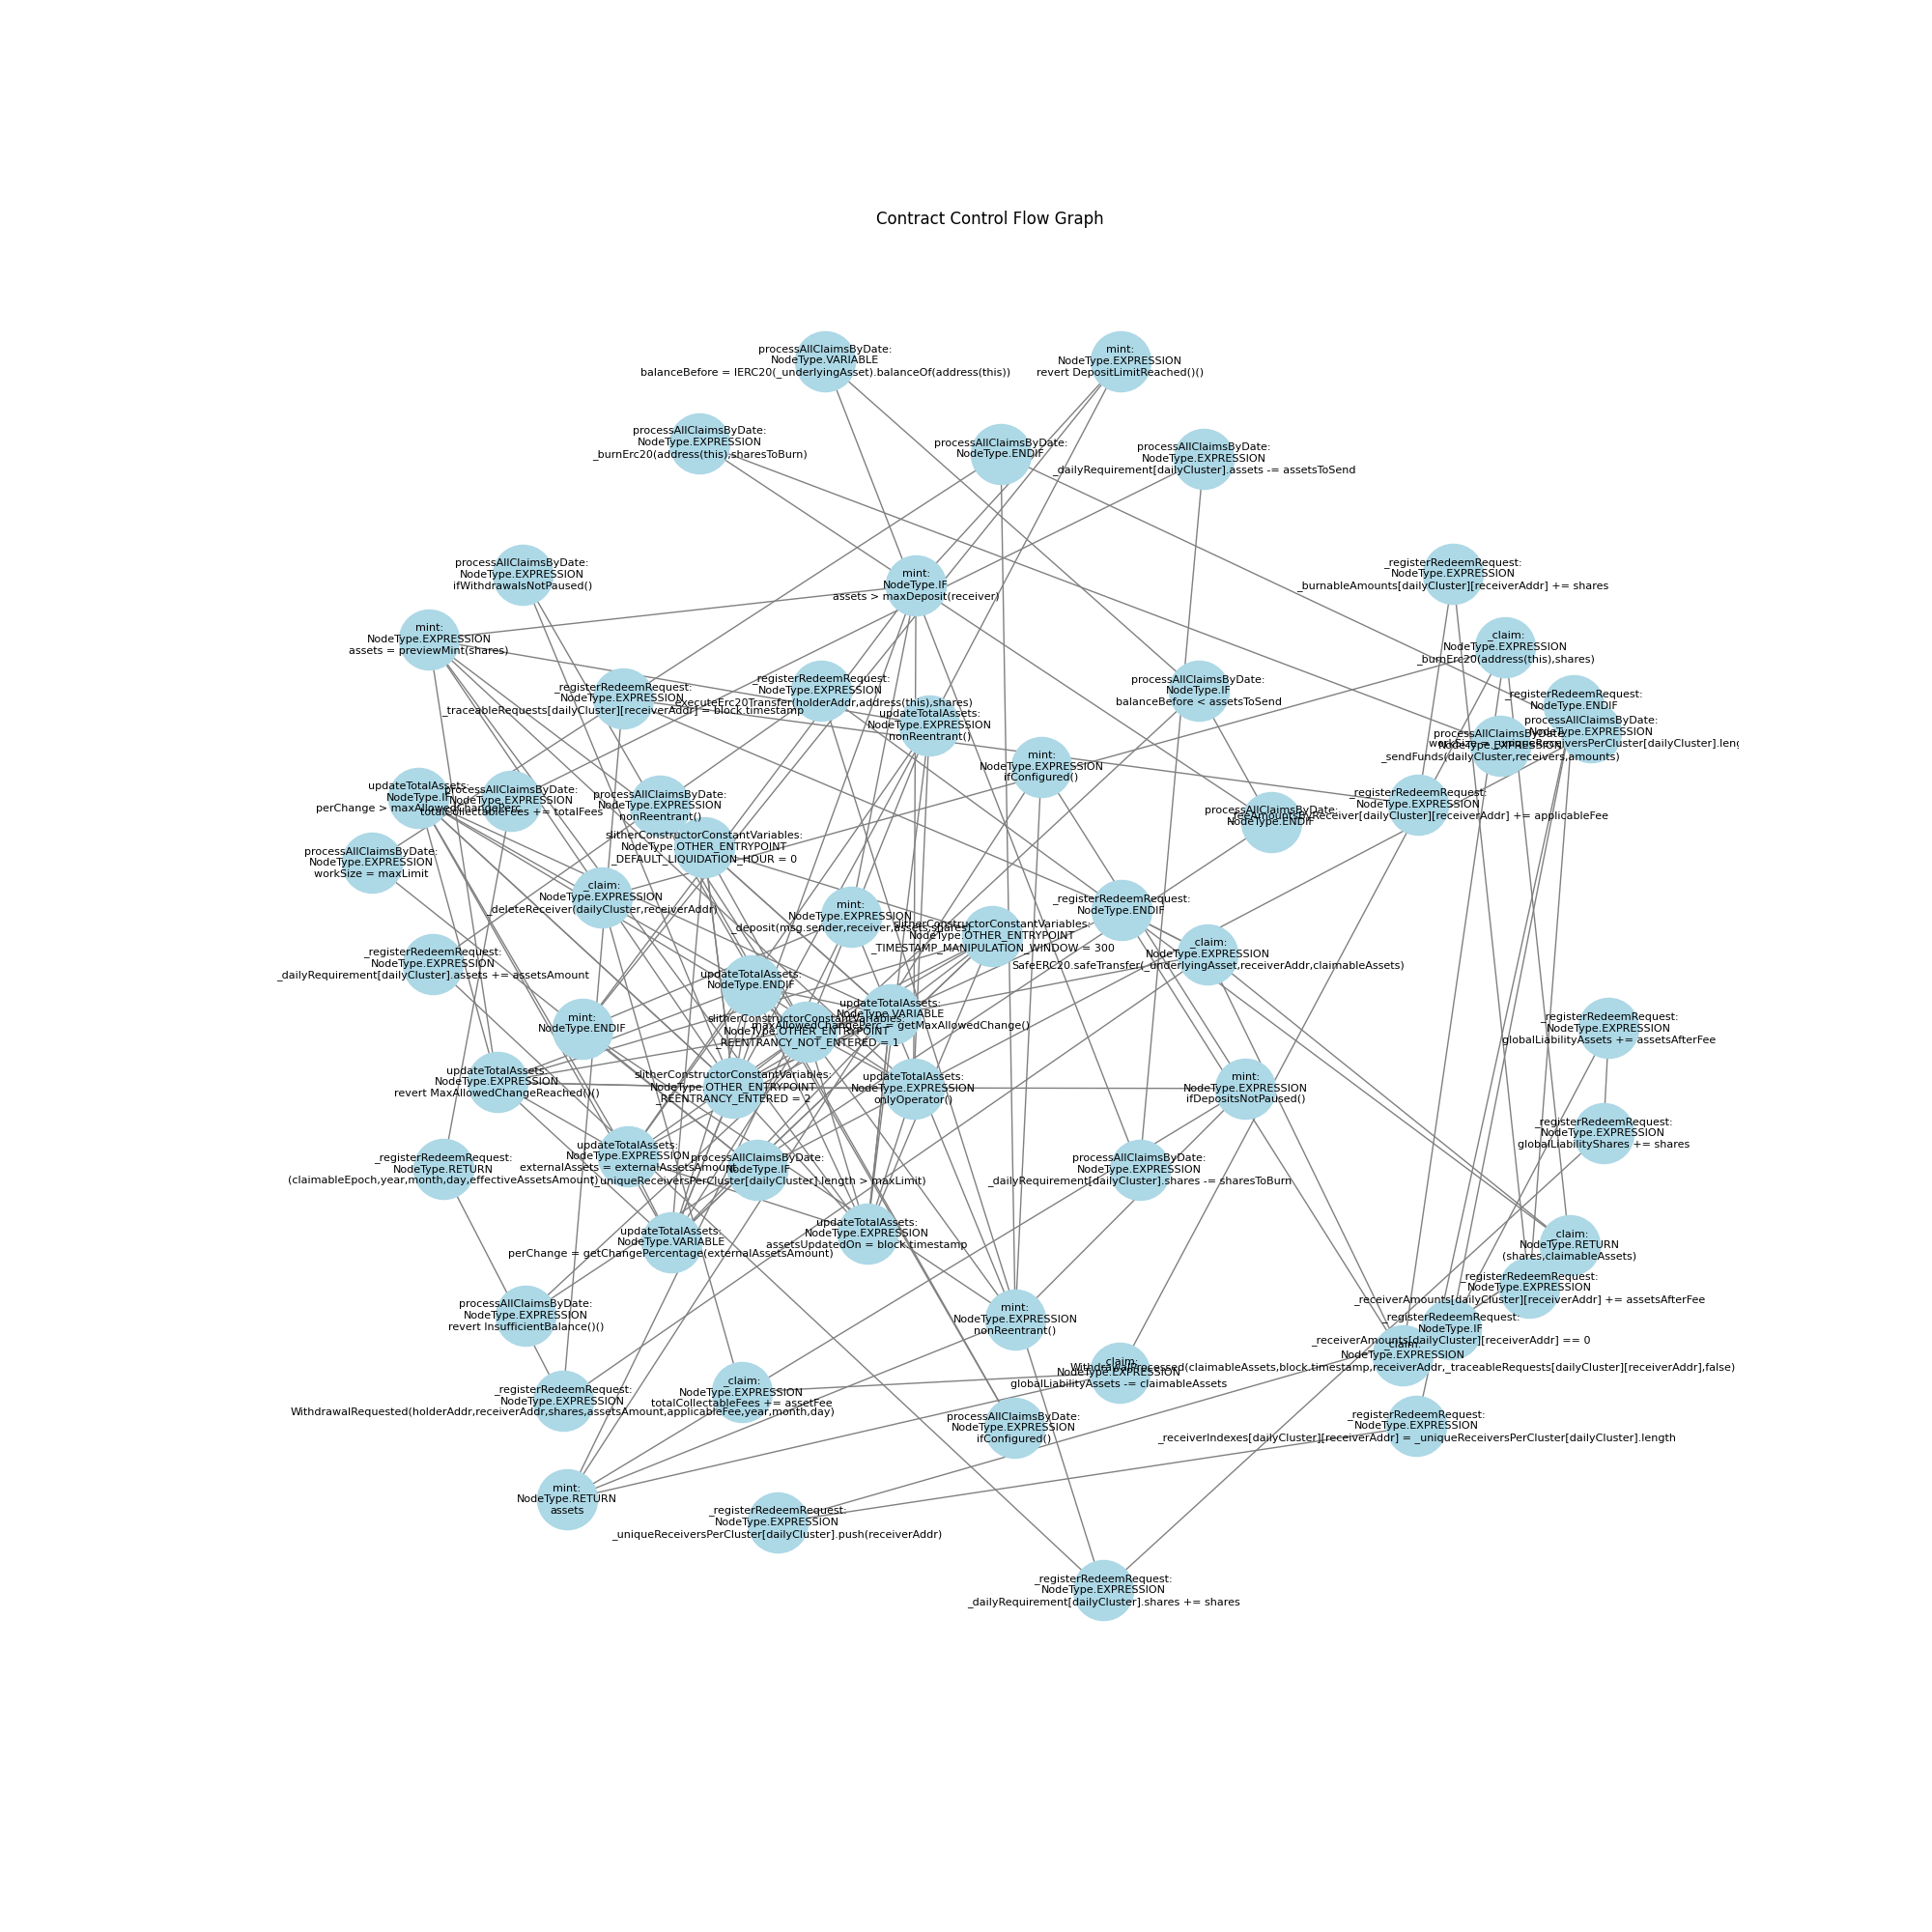 Contract Control Flow Graph
processAllClaimsByDate:
NodeType.VARIABLE
balanceBefore = IERC20(_underlyingAsset).balanceOf(address(this))
mint:
NodeType.EXPRESSION
revert DepositLimitReached()()
processAllClaimsByDate:
NodeType.EXPRESSION
_burnErc20(address(this),sharesToBurn)
processAllClaimsByDate:
NodeType.ENDIF
processAllClaimsByDate:
NodeType.EXPRESSION
_dailyRequirement[dailyCluster].assets -= assetsToSend
processAllClaimsByDate:
NodeType.EXPRESSION
ifWithdrawalsNotPaused()
mint:
NodeType.IF
assets > maxDeposit(receiver)
_registerRedeemRequest:
NodeType.EXPRESSION
_burnableAmounts[dailyCluster][receiverAddr] += shares
mint:
NodeType.EXPRESSION
assets = previewMint(shares)
_claim:
NodeType.EXPRESSION
_burnErc20(address(this),shares)
_registerRedeemRequest:
NodeType.EXPRESSION
_traceableRequests[dailyCluster][receiverAddr] = block.timestamp
_registerRedeemRequest:
NodeType.EXPRESSION
_executeErc20Transfer(holderAddr,address(this),shares)
updateTotalAssets:
NodeType.EXPRESSION
nonReentrant()
processAllClaimsByDate:
NodeType.IF
balanceBefore < assetsToSend
_registerRedeemRequest:
NodeType.ENDIF
processAllClaimsByDate:
NodeType.EXPRESSION
workSize = _uniqueReceiversPerCluster[dailyCluster].leng
processAllClaimsByDate:
NodeType.EXPRESSION
_sendFunds(dailyCluster,receivers,amounts)
mint:
NodeType.EXPRESSION
ifConfigured()
updateTotalAssets:
NodeType.IF
perChange > maxAllowedChangePerc
processAllClaimsByDate:
NodeType.EXPRESSION
totalCollectableFees += totalFees
processAllClaimsByDate:
NodeType.EXPRESSION
nonReentrant()
processAllClaimsByDate:
NodeType.ENDIF
_registerRedeemRequest:
NodeType.EXPRESSION
_feeAmountsByReceiver[dailyCluster][receiverAddr] += applicableFee
slitherConstructorConstantVariables:
NodeType.OTHER_ENTRYPOINT
_DEFAULT_LIQUIDATION_HOUR = 0
processAllClaimsByDate:
NodeType.EXPRESSION
workSize = maxLimit
_claim:
NodeType.EXPRESSION
_deleteReceiver(dailyCluster,receiverAddr)
mint:
NodeType.EXPRESSION
_deposit(msg.sender,receiver,assets,shares)
slitherConstructorConstantVariables:
NodeType.OTHER_ENTRYPOINT
_TIMESTAMP_MANIPULATION_WINDOW = 300
_registerRedeemRequest:
NodeType.ENDIF
_claim:
NodeType.EXPRESSION
SafeERC20.safeTransfer(_underlyingAsset,receiverAddr,claimableAssets)
_registerRedeemRequest:
NodeType.EXPRESSION
_dailyRequirement[dailyCluster].assets += assetsAmount
updateTotalAssets:
NodeType.ENDIF
updateTotalAssets:
NodeType.VARIABLE
maxAllowedChangePerc = getMaxAllowedChange()
mint:
NodeType.ENDIF
slitherConstructorConstantVariables:
NodeType.OTHER_ENTRYPOINT
_REENTRANCY_NOT_ENTERED = 1
_registerRedeemRequest:
NodeType.EXPRESSION
globalLiabilityAssets += assetsAfterFee
updateTotalAssets:
NodeType.EXPRESSION
revert MaxAllowedChangeReached()()
slitherConstructorConstantVariables:
NodeType.OTHER_ENTRYPOINT
_REENTRANCY_ENTERED = 2
updateTotalAssets:
NodeType.EXPRESSION
onlyOperator()
mint:
NodeType.EXPRESSION
ifDepositsNotPaused()
_registerRedeemRequest:
NodeType.EXPRESSION
globalLiabilityShares += shares
_registerRedeemRequest:
NodeType.RETURN
(claimableEpoch,year,month,day,effectiveAssetsAmount)
updateTotalAssets:
NodeType.EXPRESSION
externalAssets = externalAssetsAmount
processAllClaimsByDate:
NodeType.IF
(_uniqueReceiversPerCluster[dailyCluster].length > maxLimit)
processAllClaimsByDate:
NodeType.EXPRESSION
_dailyRequirement[dailyCluster].shares -= sharesToBurn
updateTotalAssets:
NodeType.VARIABLE
perChange = getChangePercentage(externalAssetsAmount)
updateTotalAssets:
NodeType.EXPRESSION
assetsUpdatedOn = block.timestamp
_claim:
NodeType.RETURN
(shares,claimableAssets)
_registerRedeemRequest:
NodeType.EXPRESSION
_receiverAmounts[dailyCluster][receiverAddr] += assetsAfterFee
processAllClaimsByDate:
NodeType.EXPRESSION
revert InsufficientBalance()()
mint:
NodeType.EXPRESSION
nonReentrant()
_registerRedeemRequest:
NodeType.IF
_receiverAmounts[dailyCluster][receiverAddr] == 0
_claim:
NodeType.EXPRESSION
WithdrawalProcessed(claimableAssets,block.timestamp,receiverAddr,_traceableRequests[dailyCluster][receiverAddr],false)
_claim:
NodeType.EXPRESSION
globalLiabilityAssets -= claimableAssets
_registerRedeemRequest:
NodeType.EXPRESSION
WithdrawalRequested(holderAddr,receiverAddr,shares,assetsAmount,applicableFee,year,month,day)
_claim:
NodeType.EXPRESSION
totalCollectableFees += assetFee
processAllClaimsByDate:
NodeType.EXPRESSION
ifConfigured()
_registerRedeemRequest:
NodeType.EXPRESSION
_receiverIndexes[dailyCluster][receiverAddr] = _uniqueReceiversPerCluster[dailyCluster].length
mint:
NodeType.RETURN
assets
_registerRedeemRequest:
NodeType.EXPRESSION
_uniqueReceiversPerCluster[dailyCluster].push(receiverAddr)
_registerRedeemRequest:
NodeType.EXPRESSION
_dailyRequirement[dailyCluster].shares += shares